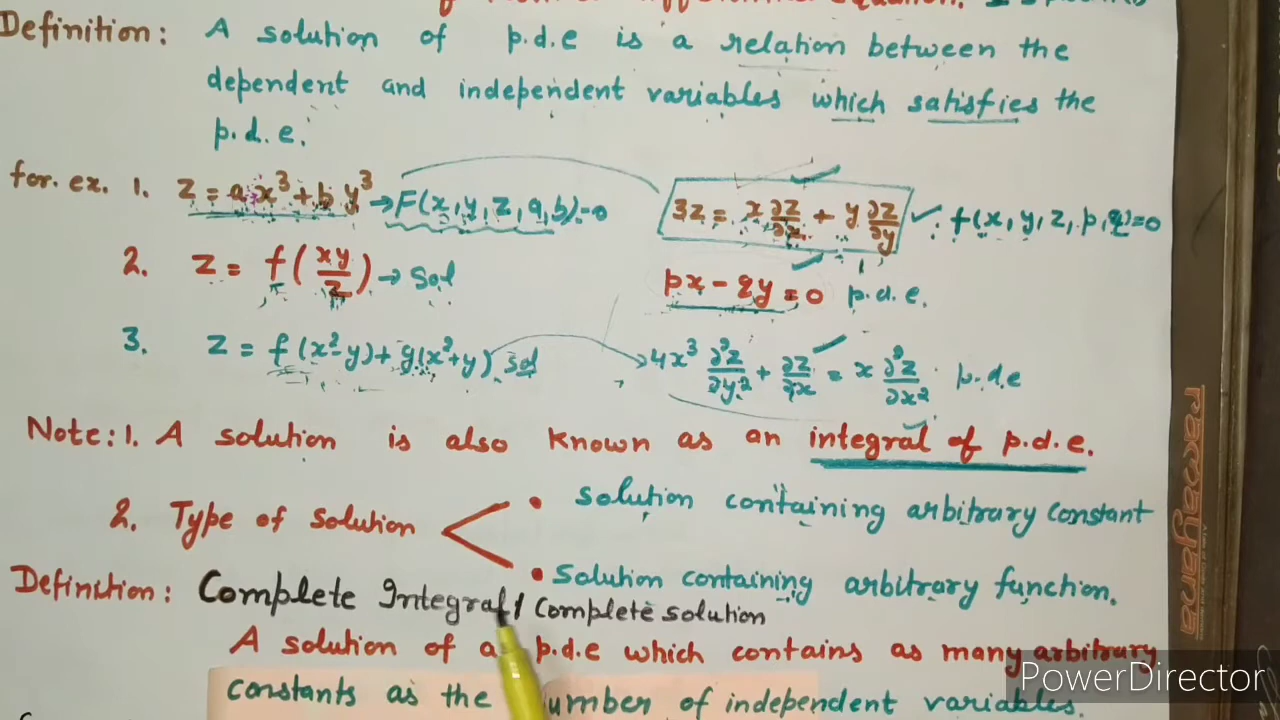 Equation.
Definition: A solution of p.d.e is a relation between the
dependent and independent variables which satisfies the
p.d.e.
for. ex. 1. z = a x³ + b y³ → F(x, y, z, a, b) = 0 3z = x ∂z/∂x + y ∂z/∂y ✓ f(x, y, z, p, q) = 0
2. z = f(xy/z) → Sol px - qy = 0 p.d.e.
3. z = f(x² - y) + g(x² + y) sol 4x³ ∂²z/∂y² + ∂z/∂x = x ∂²z/∂x² p.d.e
Note: 1. A solution is also known as an integral of p.d.e.
2. Type of Solution
• solution containing arbitrary constant
• Solution containing arbitrary function.
Definition: Complete Integral / Complete solution
A solution of a p.d.e which contains as many arbitrary
constants as the number of independent variables.
PowerDirector